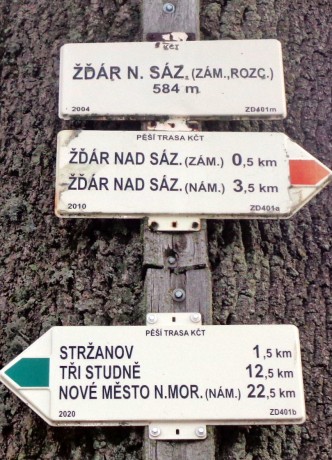 ŽĎÁR N. SÁZ. (ZÁM.,ROZC.)
584 m
2004 ZD401m
PĚŠÍ TRASA KČT
ŽĎÁR NAD SÁZ. (ZÁM.) 0,5 km
ŽĎÁR NAD SÁZ. (NÁM.) 3,5 km
2010 ZD401a
PĚŠÍ TRASA KČT
STRŽANOV 1,5 km
TŘI STUDNĚ 12,5 km
NOVÉ MĚSTO N.MOR. (NÁM.) 22,5 km
2020 ZD401b